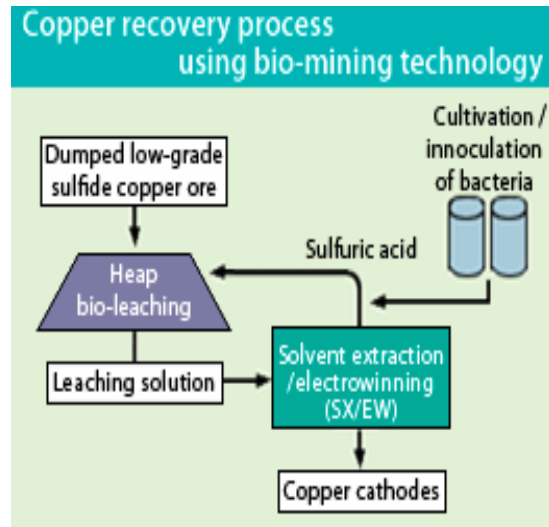 Copper recovery process
using bio-mining technology
Cultivation /
innoculation
of bacteria
Dumped low-grade
sulfide copper ore
Sulfuric acid
Heap
bio-leaching
Leaching solution
Solvent extraction
/electrowinning
(SX/EW)
Copper cathodes